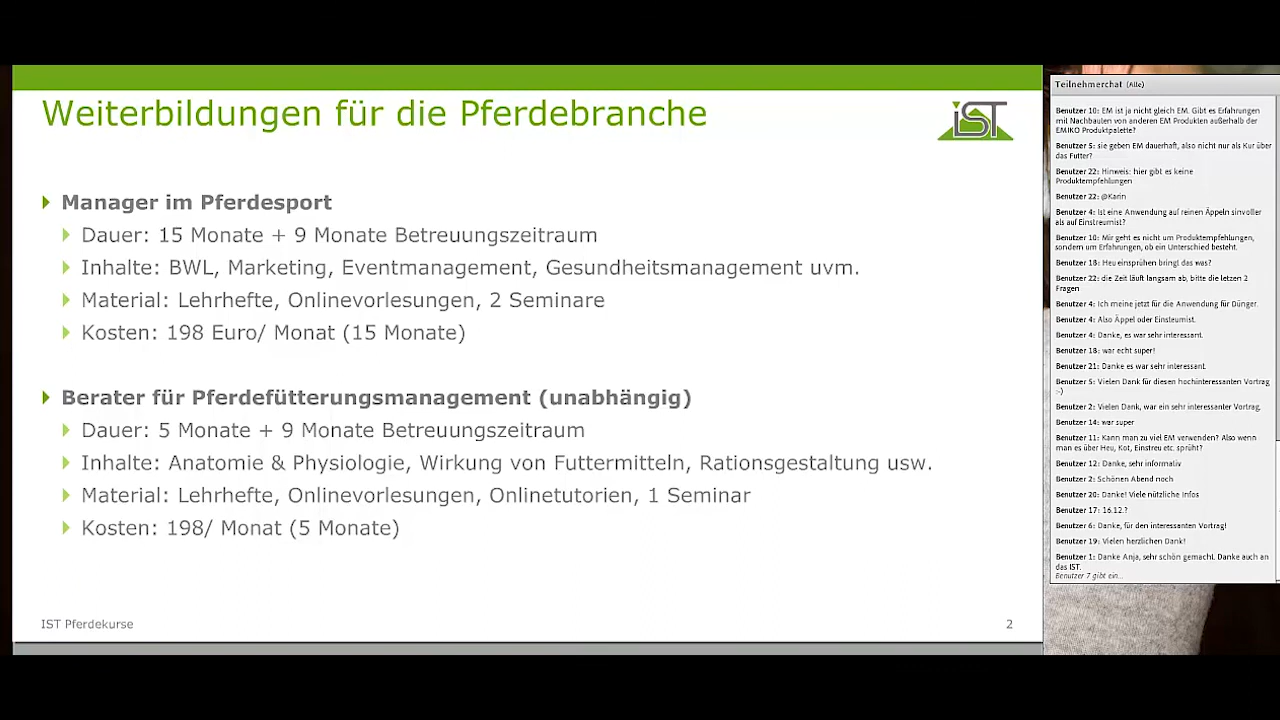 Weiterbildungen für die Pferdebranche
iST
Manager im Pferdesport
Dauer: 15 Monate + 9 Monate Betreuungszeitraum
Inhalte: BWL, Marketing, Eventmanagement, Gesundheitsmanagement uvm.
Material: Lehrhefte, Onlinevorlesungen, 2 Seminare
Kosten: 198 Euro/ Monat (15 Monate)
Berater für Pferdefütterungsmanagement (unabhängig)
Dauer: 5 Monate + 9 Monate Betreuungszeitraum
Inhalte: Anatomie & Physiologie, Wirkung von Futtermitteln, Rationsgestaltung usw.
Material: Lehrhefte, Onlinevorlesungen, Onlinetutorien, 1 Seminar
Kosten: 198/ Monat (5 Monate)
IST Pferdekurse
2
Teilnehmerchat (Alle)
Benutzer 10: EM ist ja nicht gleich EM. Gibt es Erfahrungen
mit Nachbauten von anderen EM Produkten außerhalb der
EMIKO Produktpalette?
Benutzer 5: sie geben EM dauerhaft, also nicht nur als Kur über
das Futter?
Benutzer 22: Hinweis: hier gibt es keine
Produktempfehlungen
Benutzer 22: @Karin
Benutzer 4: Ist eine Anwendung auf reinen Äppeln sinvoller
als auf Einstreumist?
Benutzer 10: Mir geht es nicht um Produktempfehlungen,
sondern um Erfahrungen, ob ein Unterschied besteht.
Benutzer 18: Heu einsprühen bringt das was?
Benutzer 22: die Zeit läuft langsam ab, bitte die letzen 2
Fragen
Benutzer 4: Ich meine jetzt für die Anwendung für Dünger.
Benutzer 4: Also Äppel oder Einsteumist.
Benutzer 4: Danke, es war sehr interessant.
Benutzer 18: war echt super!
Benutzer 21: Danke es war sehr interessant.
Benutzer 5: Vielen Dank für diesen hochinteressanten Vortrag
:-)
Benutzer 2: Vielen Dank, war ein sehr interessanter Vortrag.
Benutzer 14: war super
Benutzer 11: Kann man zu viel EM verwenden? Also wenn
man es über Heu, Kot, Einstreu etc. sprüht?
Benutzer 12: Danke, sehr informativ
Benutzer 2: Schönen Abend noch
Benutzer 20: Danke! Viele nützliche Infos
Benutzer 17: 16.12.?
Benutzer 6: Danke, für den interessanten Vortrag!
Benutzer 19: Vielen herzlichen Dank!
Benutzer 1: Danke Anja, sehr schön gemacht. Danke auch an
das IST.
Benutzer 7 gibt ein...